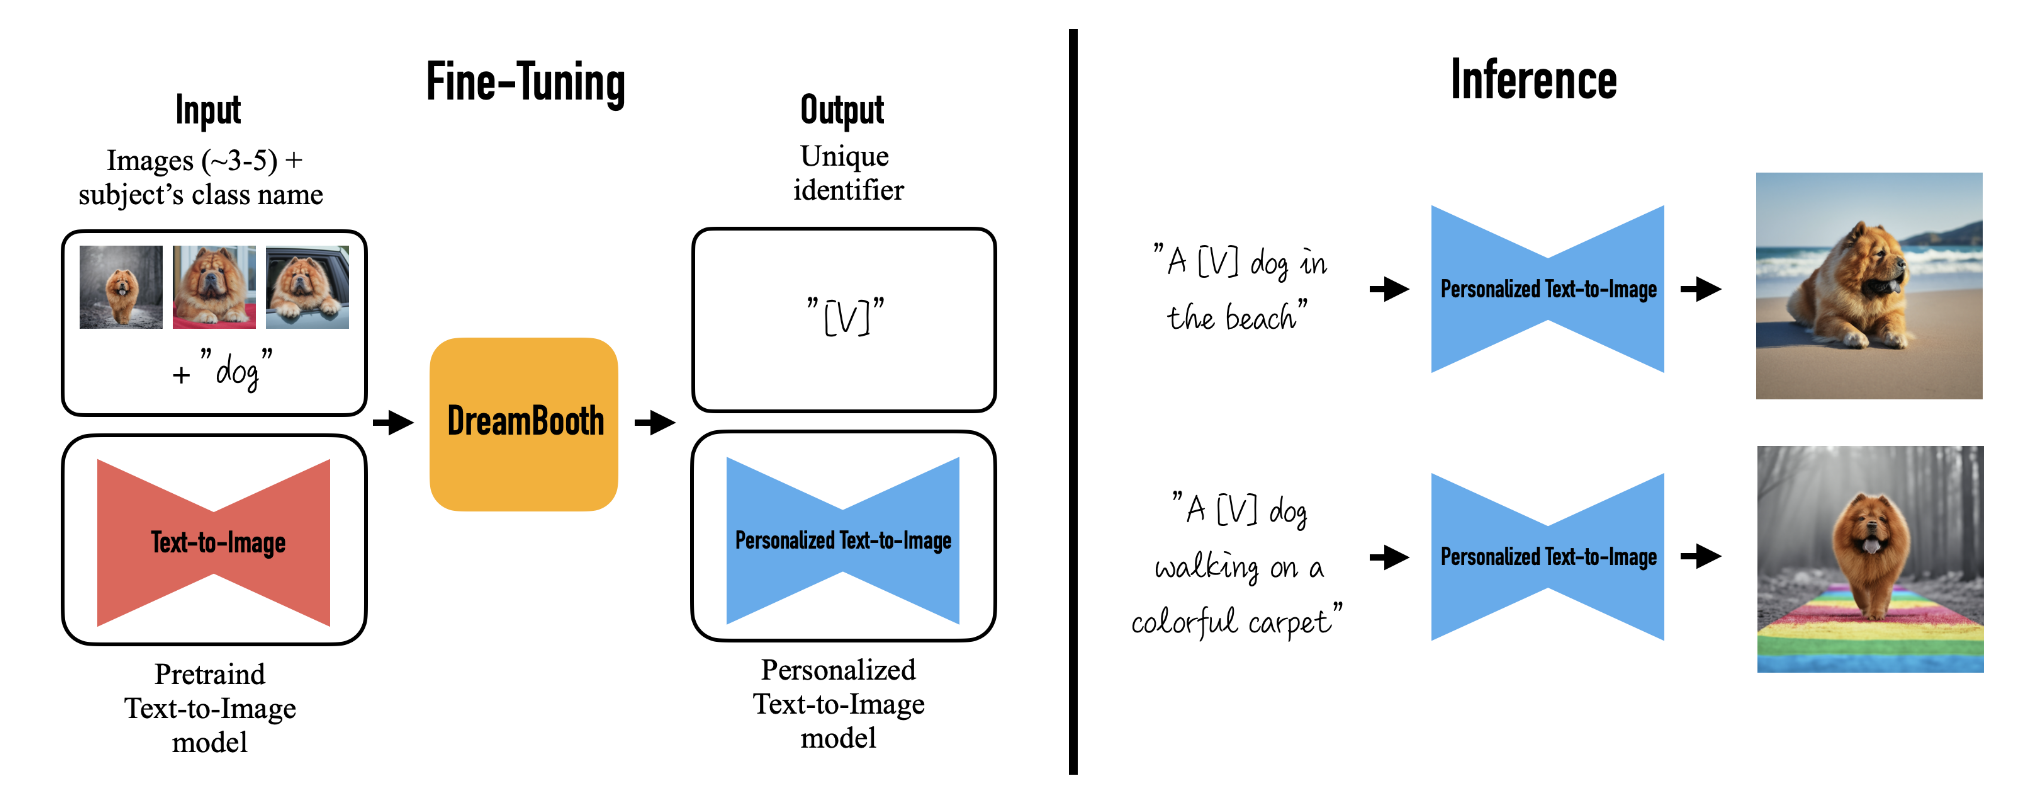 Fine-Tuning
Input
Images (~3-5) +
subject's class name
+ "dog"
Text-to-Image
Pretraind
Text-to-Image
model
DreamBooth
Output
Unique
identifier
"[V]"
Personalized Text-to-Image
Personalized
Text-to-Image
model
Inference
"A [V] dog in
the beach"
Personalized Text-to-Image
"A [V] dog
walking on a
colorful carpet"
Personalized Text-to-Image